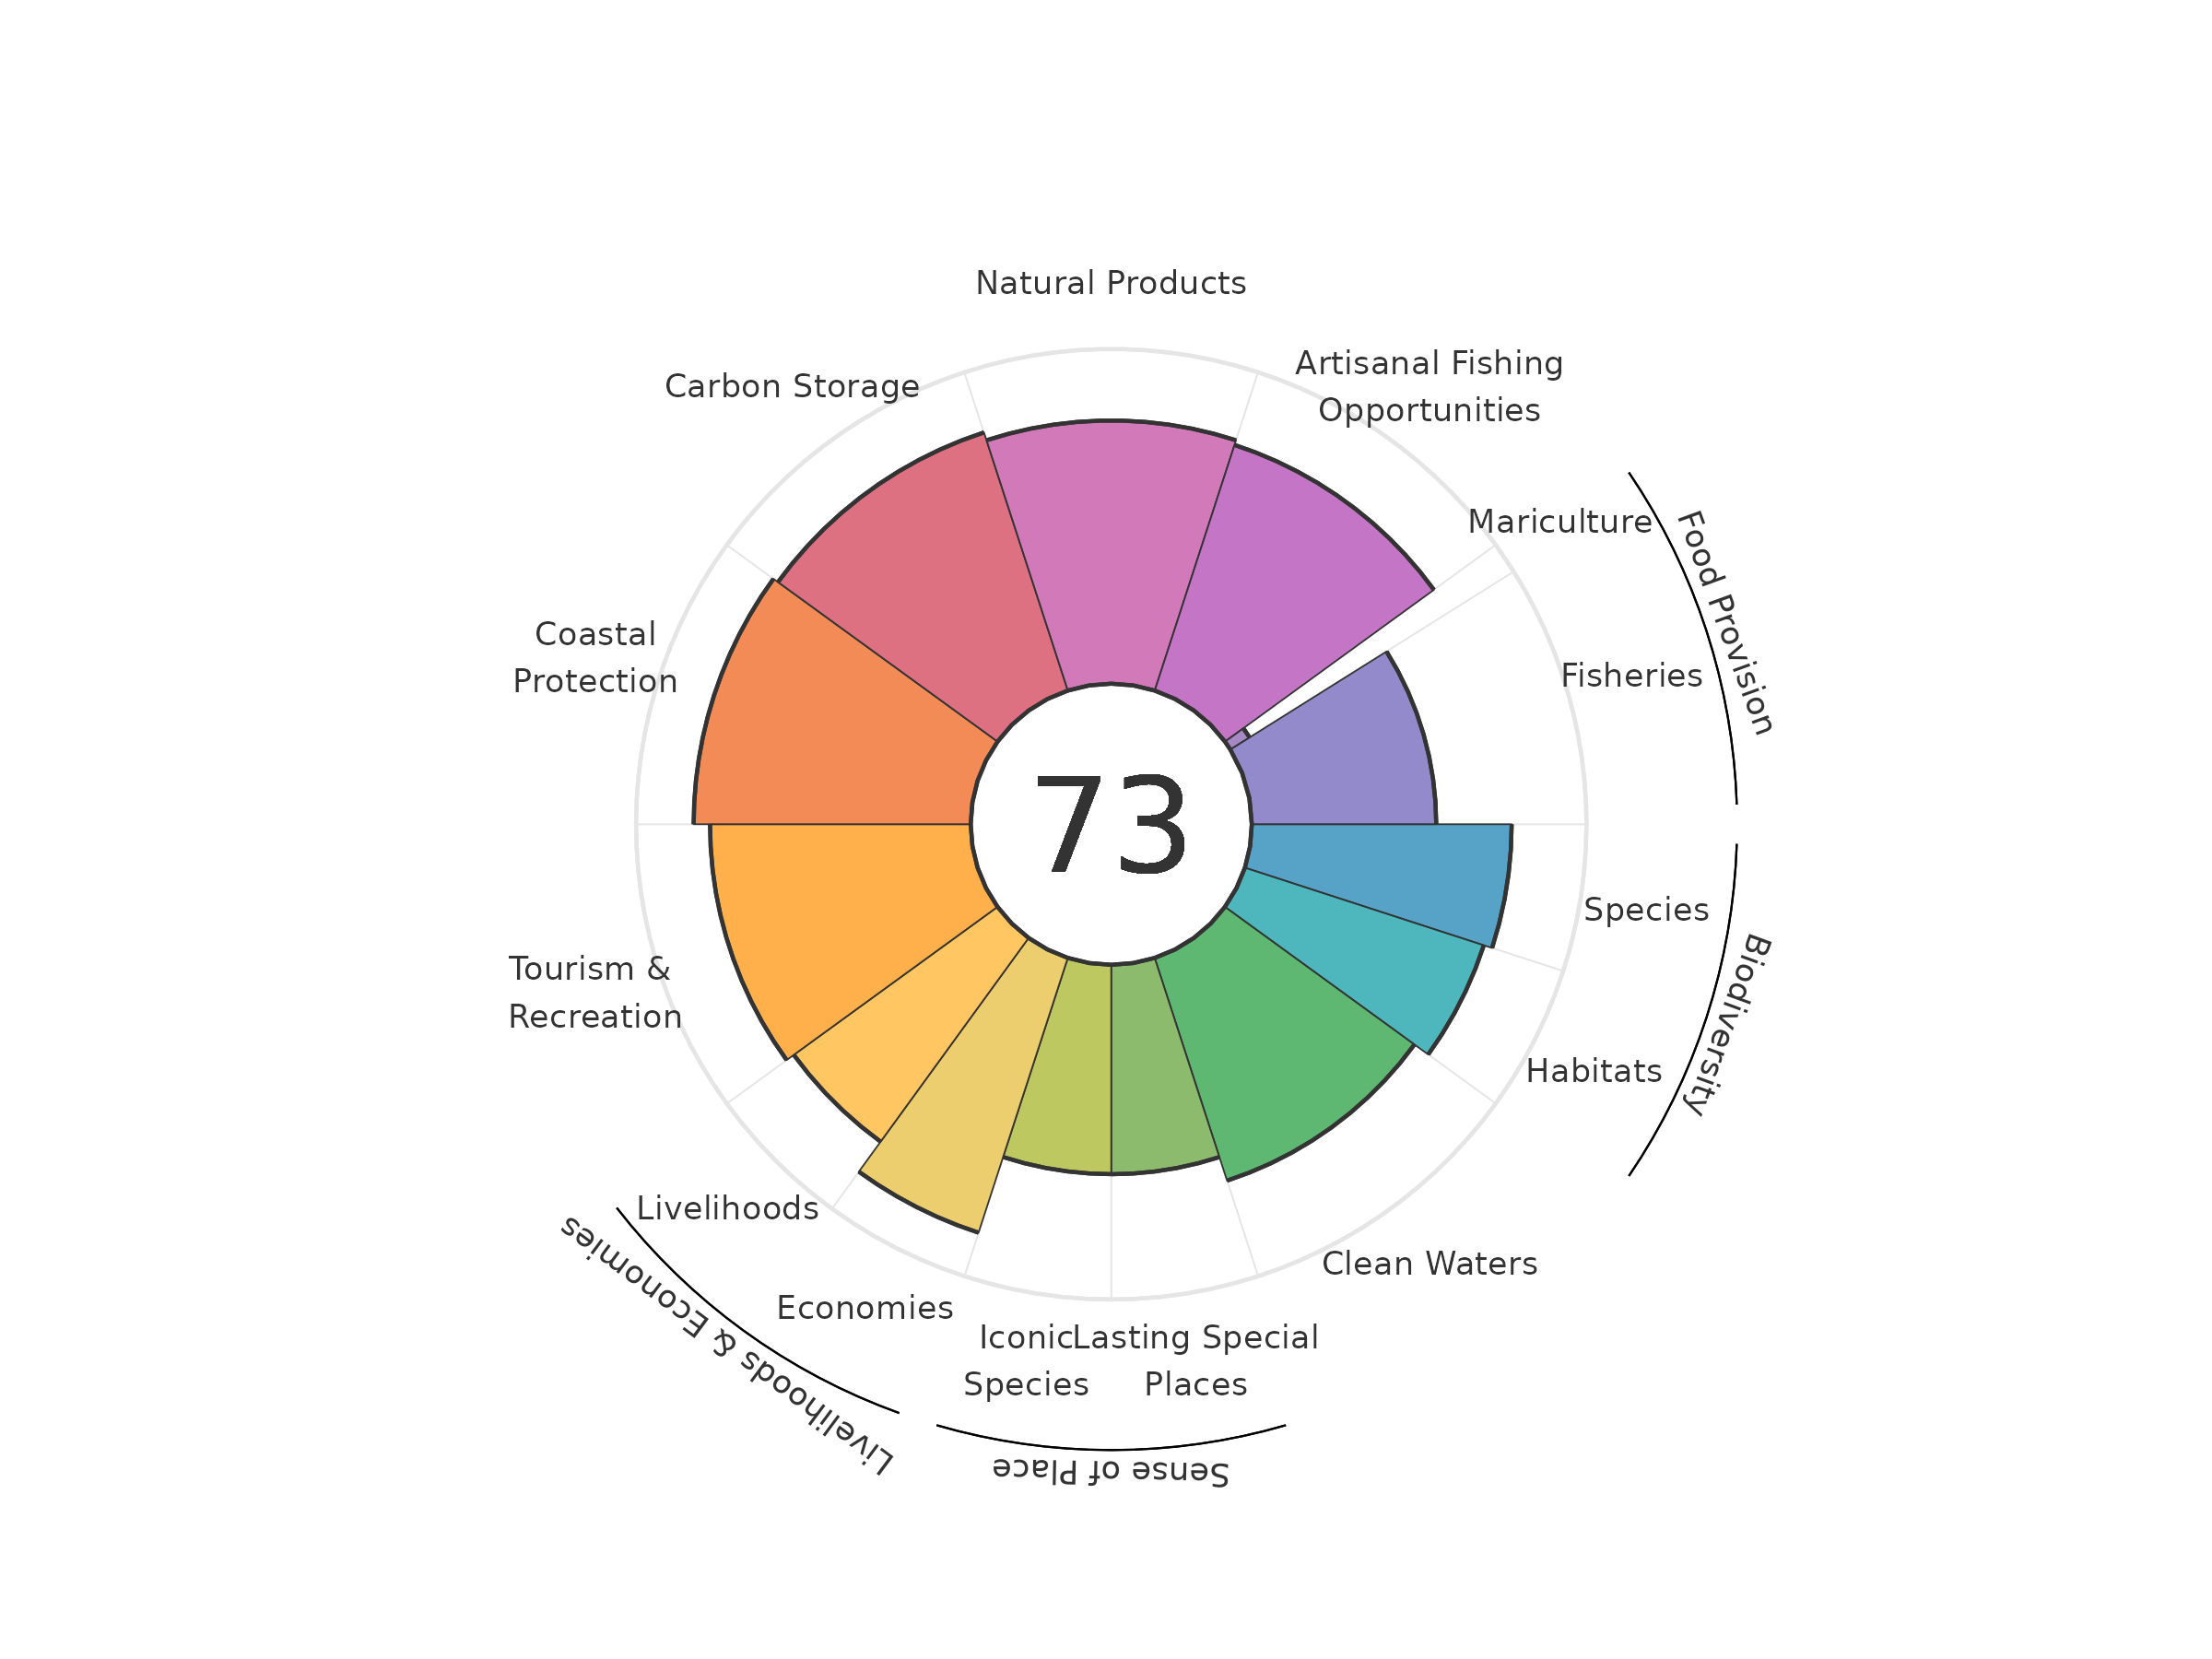 Natural Products
Artisanal Fishing
Opportunities
Carbon Storage
Mariculture
Food Provision
Fisheries
Coastal
Protection
73
Species
Biodiversity
Tourism &
Recreation
Habitats
Livelihoods
Clean Waters
Economies
Livelihoods & Economies
Iconic
Species
Lasting Special
Places
Sense of Place